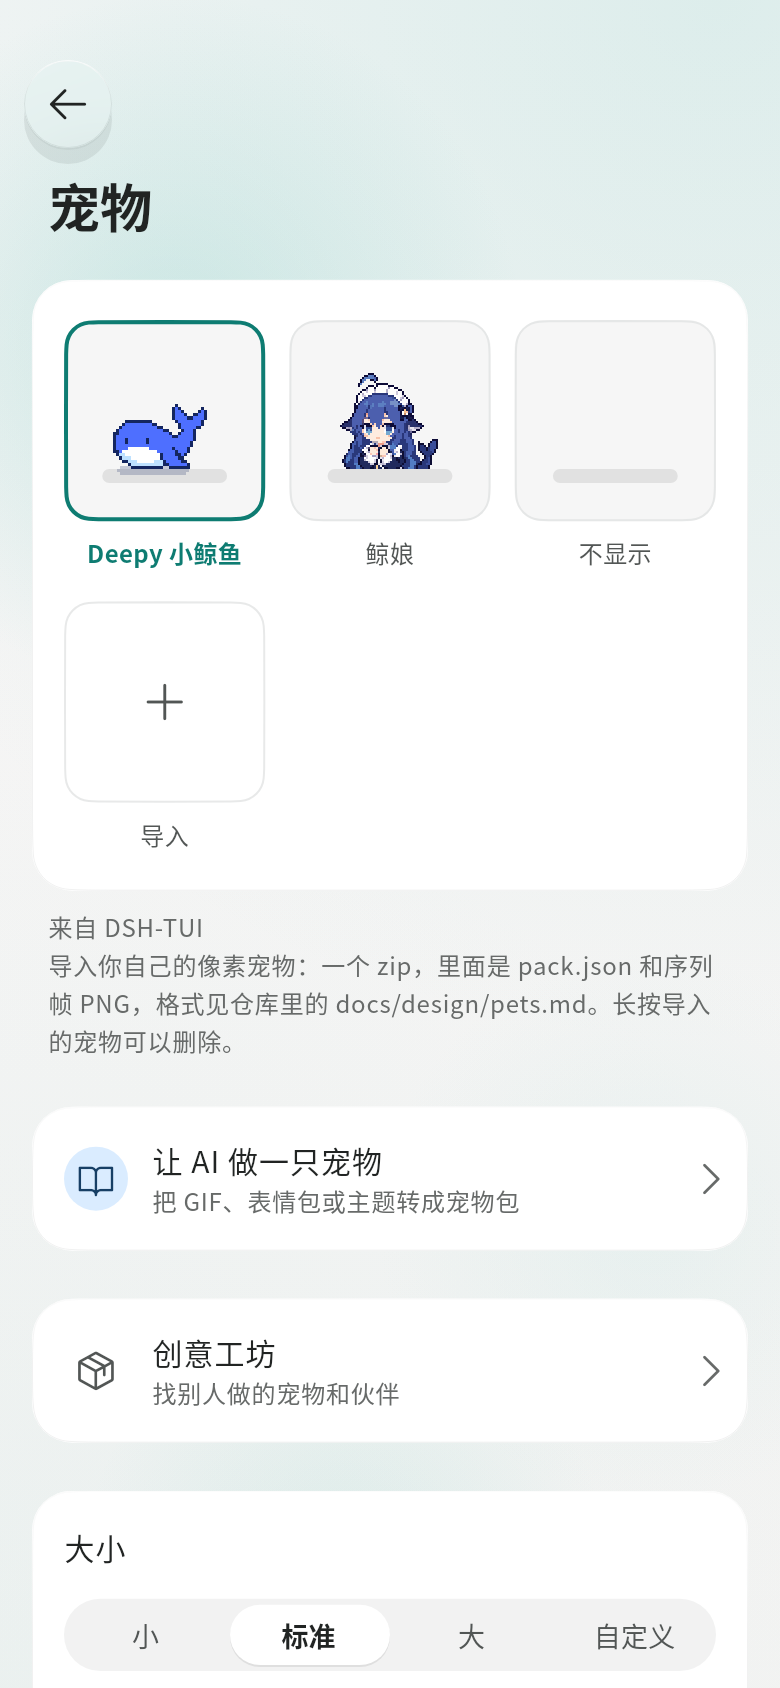 宠物
Deepy 小鲸鱼
鲸娘
不显示
导入
来自 DSH-TUI
导入你自己的像素宠物：一个 zip，里面是 pack.json 和序列
帧 PNG，格式见仓库里的 docs/design/pets.md。长按导入
的宠物可以删除。
让 AI 做一只宠物
把 GIF、表情包或主题转成宠物包
创意工坊
找别人做的宠物和伙伴
大小
小
标准
大
自定义